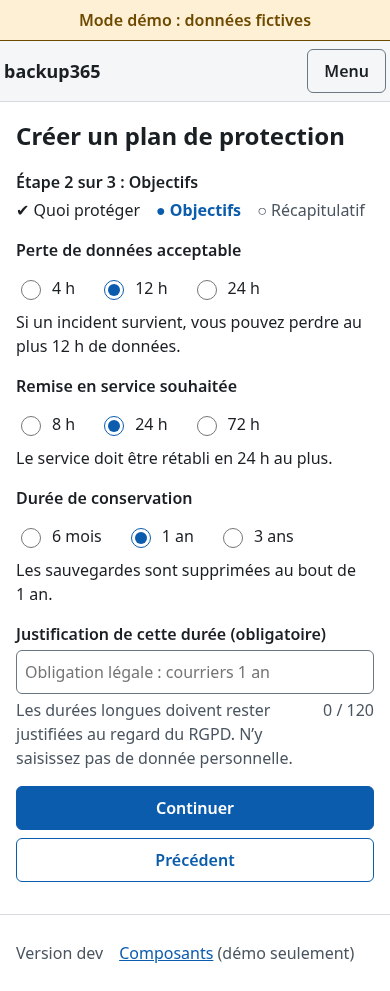 Mode démo : données fictives
backup365
Menu
Créer un plan de protection
Étape 2 sur 3 : Objectifs
✔ Quoi protéger ● Objectifs ○ Récapitulatif
Perte de données acceptable
4 h 12 h 24 h
Si un incident survient, vous pouvez perdre au
plus 12 h de données.
Remise en service souhaitée
8 h 24 h 72 h
Le service doit être rétabli en 24 h au plus.
Durée de conservation
6 mois 1 an 3 ans
Les sauvegardes sont supprimées au bout de
1 an.
Justification de cette durée (obligatoire)
Obligation légale : courriers 1 an
Les durées longues doivent rester 0 / 120
justifiées au regard du RGPD. N’y
saisissez pas de donnée personnelle.
Continuer
Précédent
Version dev Composants (démo seulement)